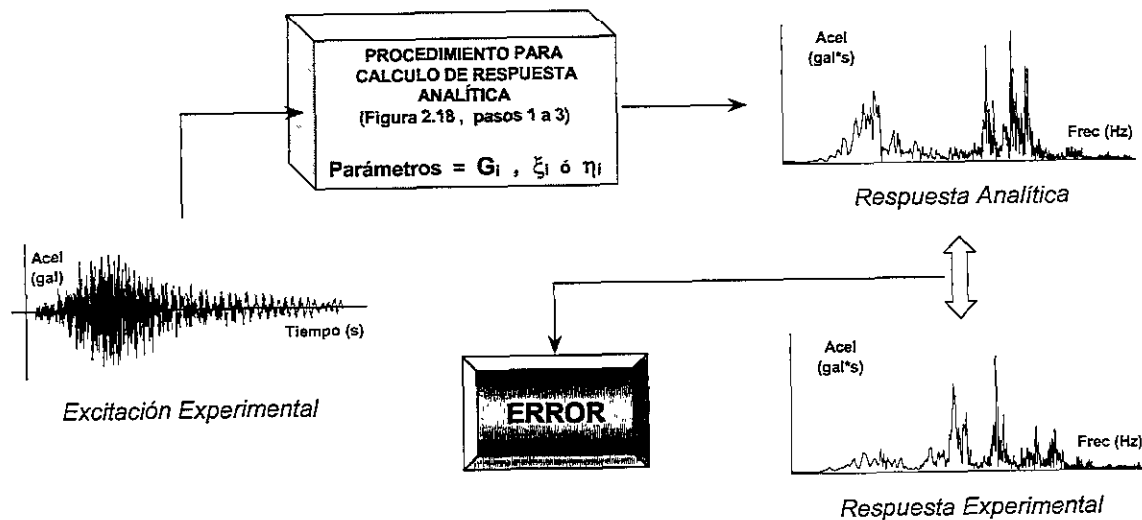 PROCEDIMIENTO PARA
CALCULO DE RESPUESTA
ANALÍTICA
(Figura 2.18, pasos 1 a 3)
Parámetros = Gi , ξi ó ηi
Acel
(gal*s)
Frec (Hz)
Respuesta Analítica
Acel
(gal)
Tiempo (s)
Excitación Experimental
ERROR
Acel
(gal*s)
Frec (Hz)
Respuesta Experimental